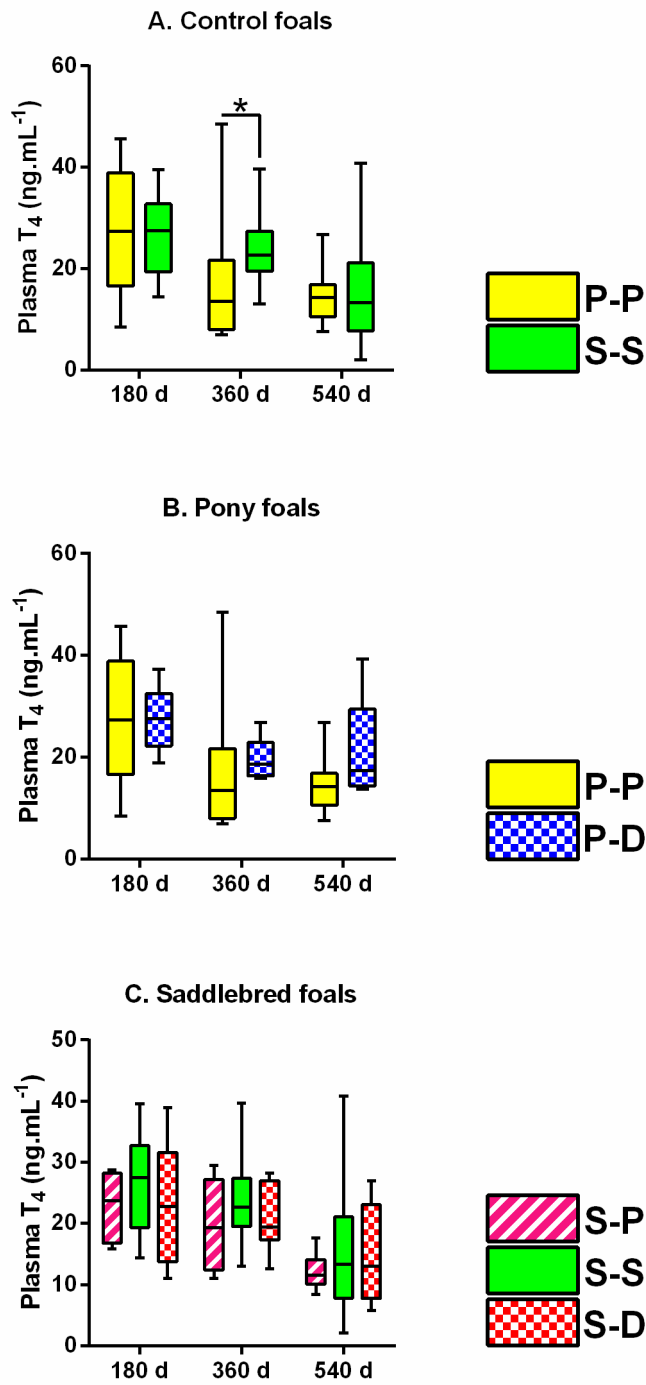 A. Control foals
Plasma T4 (ng.mL-1)
60
40
20
0
*
180 d 360 d 540 d
P-P
S-S
B. Pony foals
Plasma T4 (ng.mL-1)
60
40
20
0
180 d 360 d 540 d
P-P
P-D
C. Saddlebred foals
Plasma T4 (ng.mL-1)
50
40
30
20
10
0
180 d 360 d 540 d
S-P
S-S
S-D